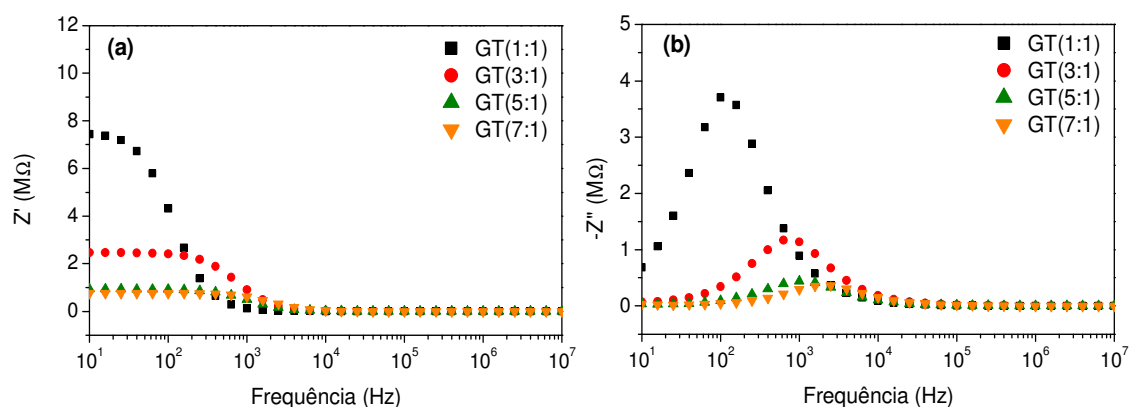 (a)
GT(1:1)
GT(3:1)
GT(5:1)
GT(7:1)
12
10
8
6
4
2
0
Z' (MΩ)
10^1 10^2 10^3 10^4 10^5 10^6 10^7
Frequência (Hz)
(b)
GT(1:1)
GT(3:1)
GT(5:1)
GT(7:1)
5
4
3
2
1
0
-Z" (MΩ)
10^1 10^2 10^3 10^4 10^5 10^6 10^7
Frequência (Hz)